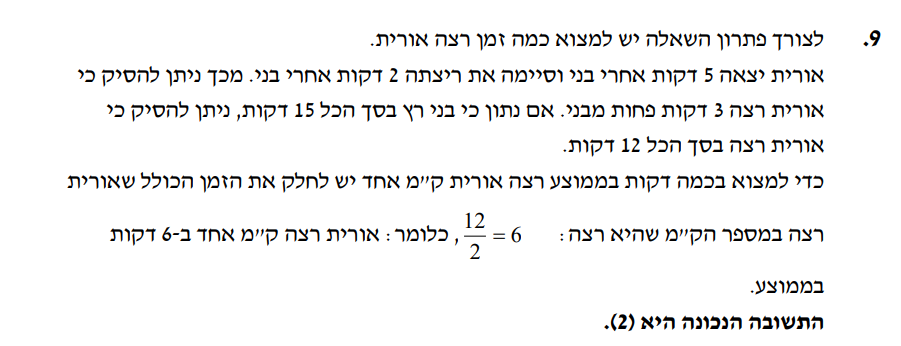 9. לצורך פתרון השאלה יש למצוא כמה זמן רצה אורית.
אורית יצאה 5 דקות אחרי בני וסיימה את ריצתה 2 דקות אחרי בני. מכך ניתן להסיק כי
אורית רצה 3 דקות פחות מבני. אם נתון כי בני רץ בסך הכל 15 דקות, ניתן להסיק כי
אורית רצה בסך הכל 12 דקות.
כדי למצוא בכמה דקות בממוצע רצה אורית ק״מ אחד יש לחלק את הזמן הכולל שאורית
רצה במספר הק״מ שהיא רצה: 12/2 = 6, כלומר: אורית רצה ק״מ אחד ב-6 דקות
בממוצע.
התשובה הנכונה היא (2).